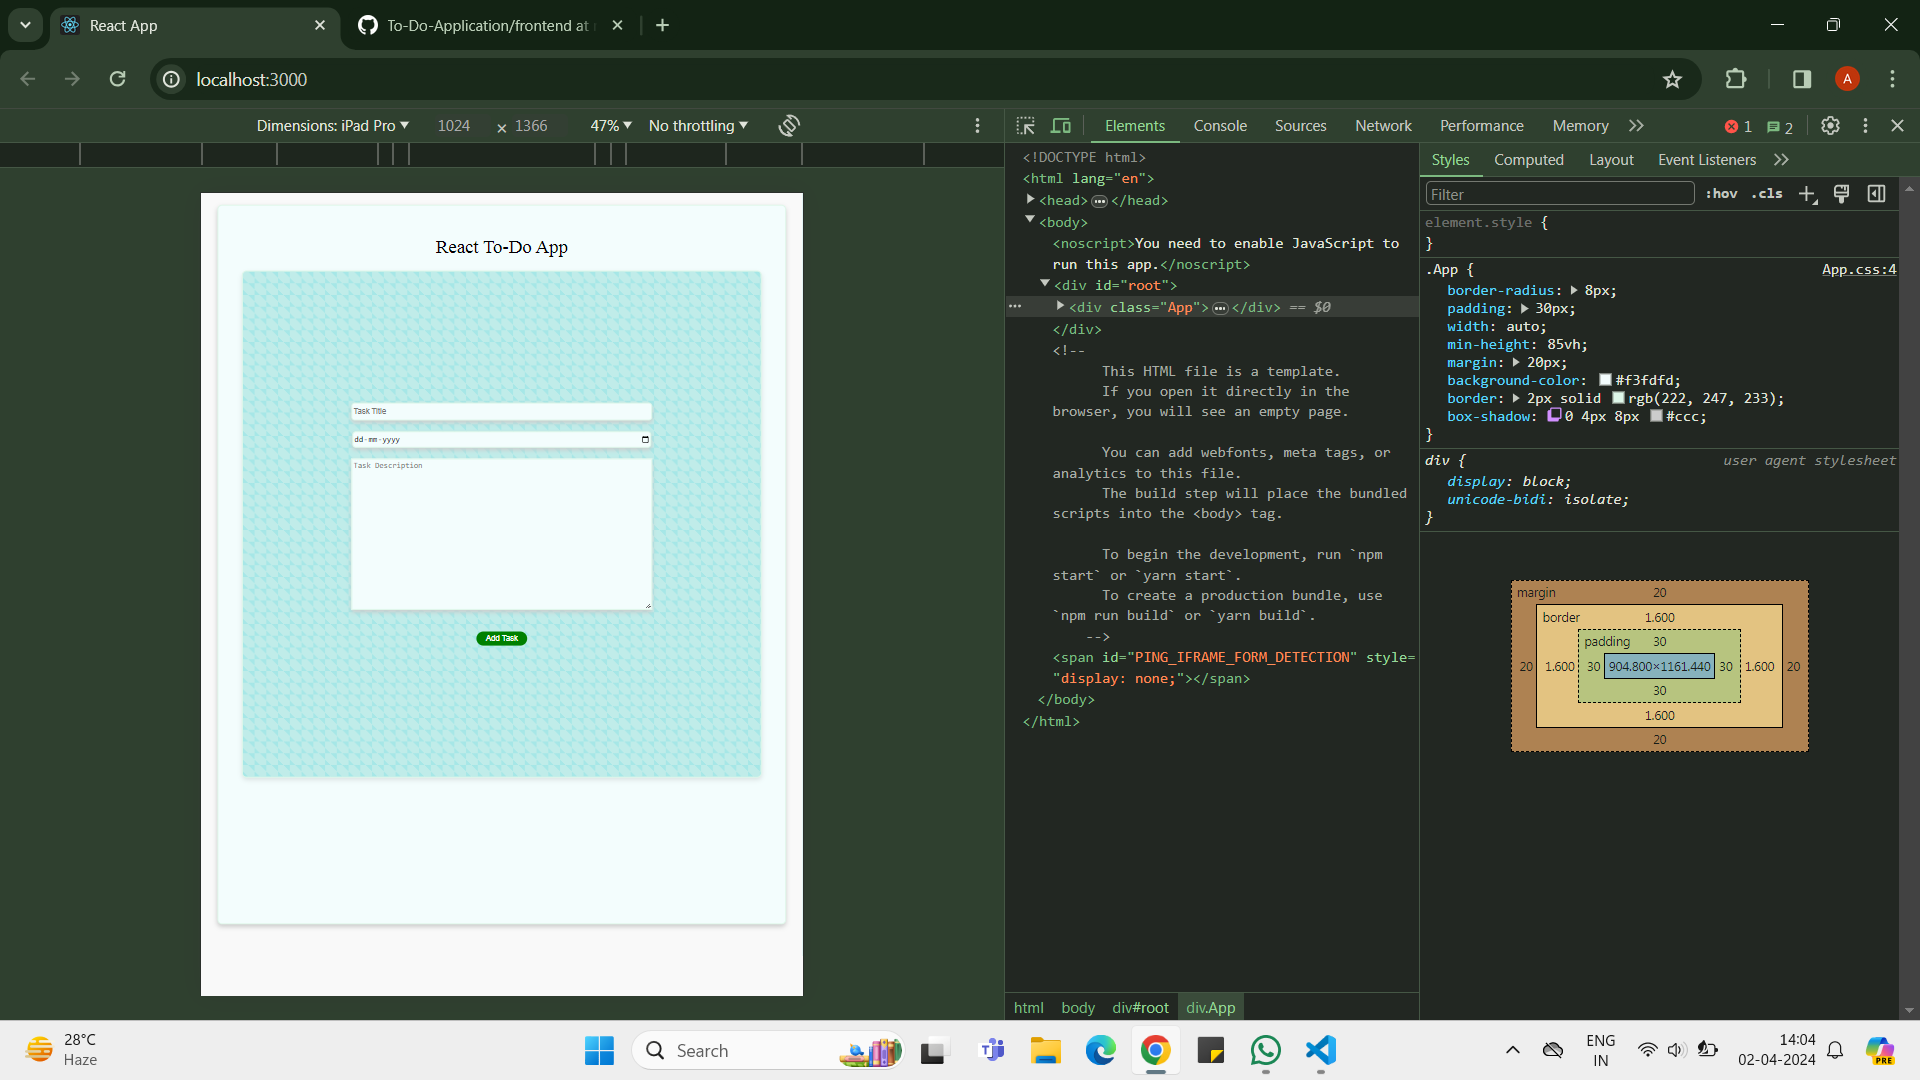 React App
To-Do-Application/frontend at
localhost:3000
Dimensions: iPad Pro
1024 × 1366
47%
No throttling
Elements
Console
Sources
Network
Performance
Memory
1
2
React To-Do App
Task Title
dd-mm-yyyy
Task Description
Add Task
<!DOCTYPE html>
<html lang="en">
<head> </head>
<body>
<noscript>You need to enable JavaScript to
run this app.</noscript>
<div id="root">
<div class="App"> </div> == $0
</div>
<!--
This HTML file is a template.
If you open it directly in the
browser, you will see an empty page.
You can add webfonts, meta tags, or
analytics to this file.
The build step will place the bundled
scripts into the <body> tag.
To begin the development, run `npm
start` or `yarn start`.
To create a production bundle, use
`npm run build` or `yarn build`.
-->
<span id="PING_IFRAME_FORM_DETECTION" style=
"display: none;"></span>
</body>
</html>
html body div#root div.App
Styles
Computed
Layout
Event Listeners
Filter
:hov .cls
element.style {
}
.App {
App.css:4
border-radius: 8px;
padding: 30px;
width: auto;
min-height: 85vh;
margin: 20px;
background-color: #f3fdfd;
border: 2px solid rgb(222, 247, 233);
box-shadow: 0 4px 8px #ccc;
}
div {
user agent stylesheet
display: block;
unicode-bidi: isolate;
}
margin 20
border 1.600
padding 30
20 1.600 30 904.800×1161.440 30 1.600 20
30
1.600
20
28°C
Haze
Search
ENG
IN
14:04
02-04-2024
A
PRE